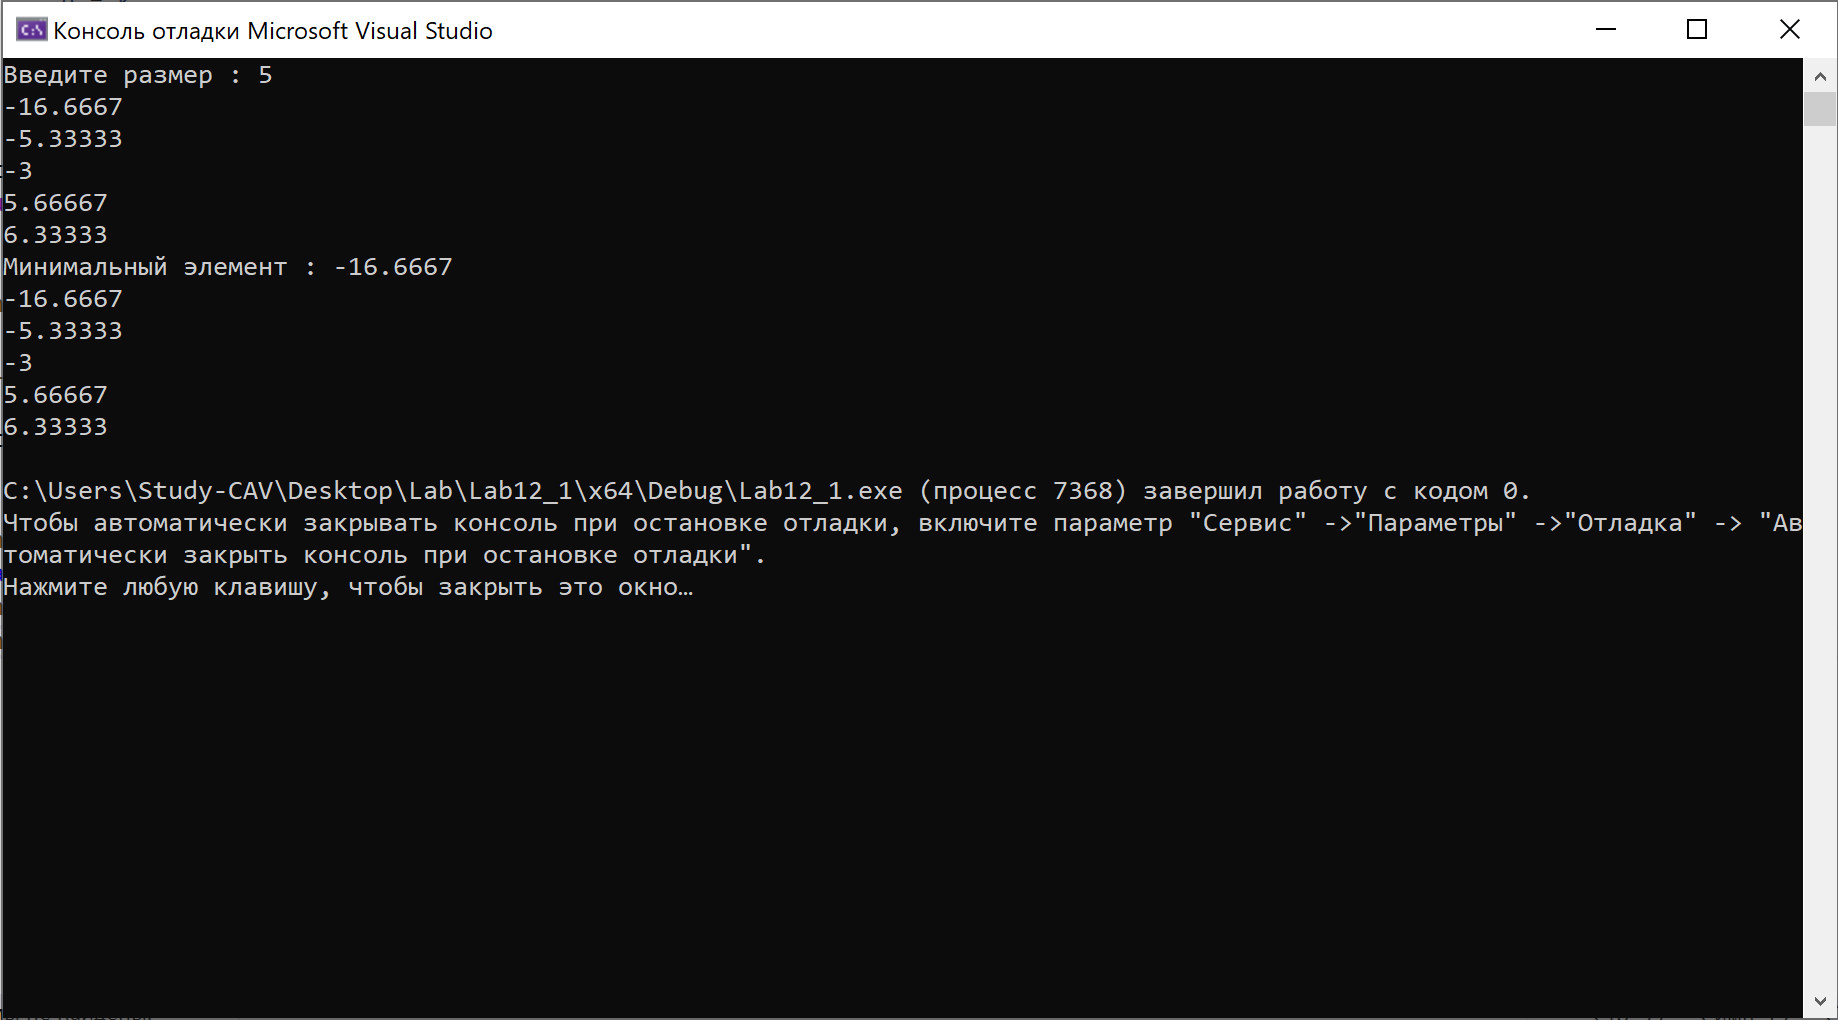 Консоль отладки Microsoft Visual Studio
Введите размер : 5
-16.6667
-5.33333
-3
5.66667
6.33333
Минимальный элемент : -16.6667
-16.6667
-5.33333
-3
5.66667
6.33333
C:\Users\Study-CAV\Desktop\Lab\Lab12_1\x64\Debug\Lab12_1.exe (процесс 7368) завершил работу с кодом 0.
Чтобы автоматически закрывать консоль при остановке отладки, включите параметр "Сервис" ->"Параметры" ->"Отладка" -> "Ав
томатически закрыть консоль при остановке отладки".
Нажмите любую клавишу, чтобы закрыть это окно…